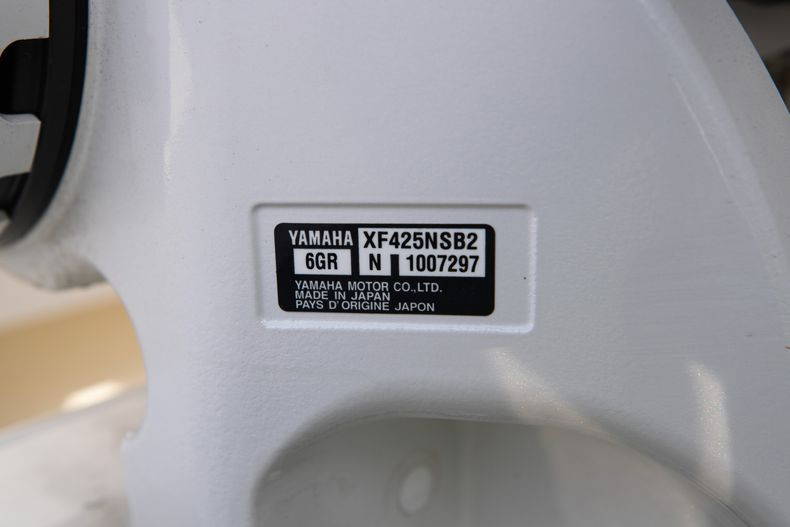 YAMAHA XF425NSB2
6GR N 1007297
YAMAHA MOTOR CO.,LTD.
MADE IN JAPAN
PAYS D'ORIGINE JAPON